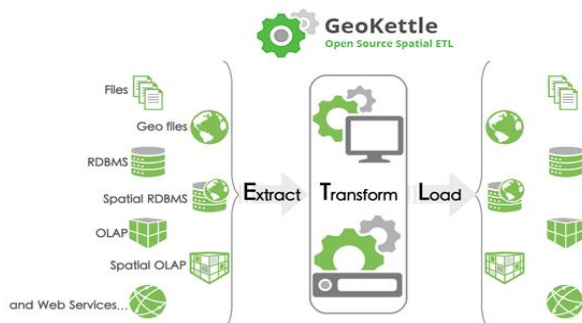 GeoKettle
Open Source Spatial ETL
Files
Geo files
RDBMS
Spatial RDBMS
OLAP
Spatial OLAP
and Web Services...
Extract
Transform
Load